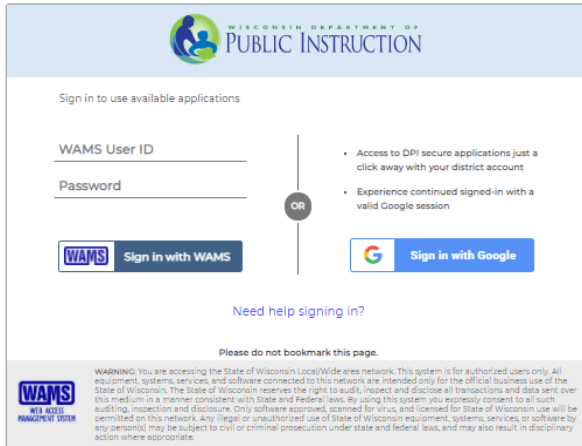 WISCONSIN DEPARTMENT OF
PUBLIC INSTRUCTION
Sign in to use available applications
WAMS User ID
Password
WAMS Sign in with WAMS
OR
• Access to DPI secure applications just a
click away with your district account
• Experience continued signed-in with a
valid Google session
G Sign in with Google
Need help signing in?
Please do not bookmark this page.
WAMS
WEB ACCESS
MANAGEMENT SYSTEM
WARNING: You are accessing the State of Wisconsin Local/Wide area network. This system is for authorized users only. All
equipment, systems, services, and software connected to this network are intended only for the official business use of the
State of Wisconsin. The State of Wisconsin reserves the right to audit, inspect and disclose all transactions and data sent over
this medium in a manner consistent with State and Federal laws. By using this system you expressly consent to all such
auditing, inspection and disclosure. Only software approved, scanned for virus, and licensed for State of Wisconsin use will be
permitted on this network. Any illegal or unauthorized use of State of Wisconsin equipment, systems, services, or software by
any person(s) may be subject to civil or criminal prosecution under state and federal laws, and may also result in disciplinary
action where appropriate.